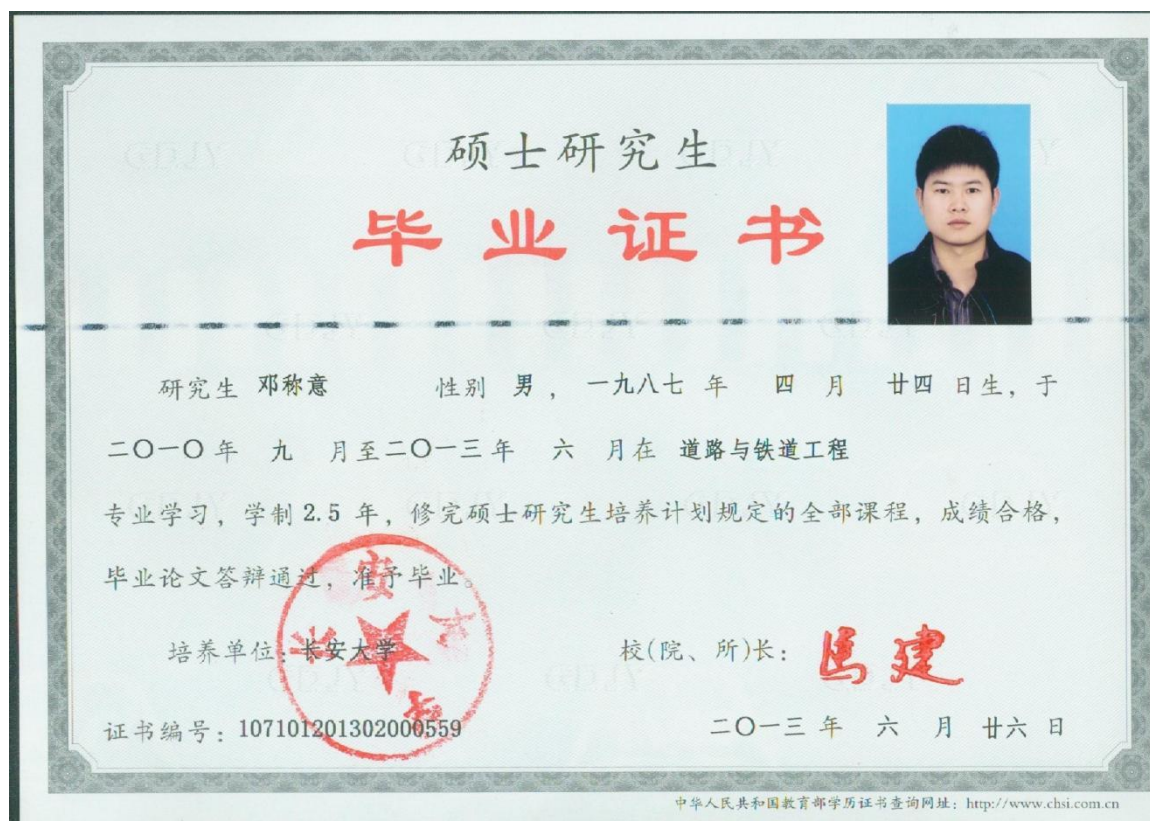 硕士研究生
毕业证书
研究生 邓称意 性别 男， 一九八七 年 四 月 廿四 日生，于
二〇一〇年 九 月至二〇一三年 六 月在 道路与铁道工程
专业学习，学制 2.5 年，修完硕士研究生培养计划规定的全部课程，成绩合格，
毕业论文答辩通过，准予毕业。
培养单位：长安大学
校(院、所)长： 馬建
证书编号：107101201302000559
二〇一三 年 六 月 廿六 日
中华人民共和国教育部学历证书查询网址：http://www.chsi.com.cn